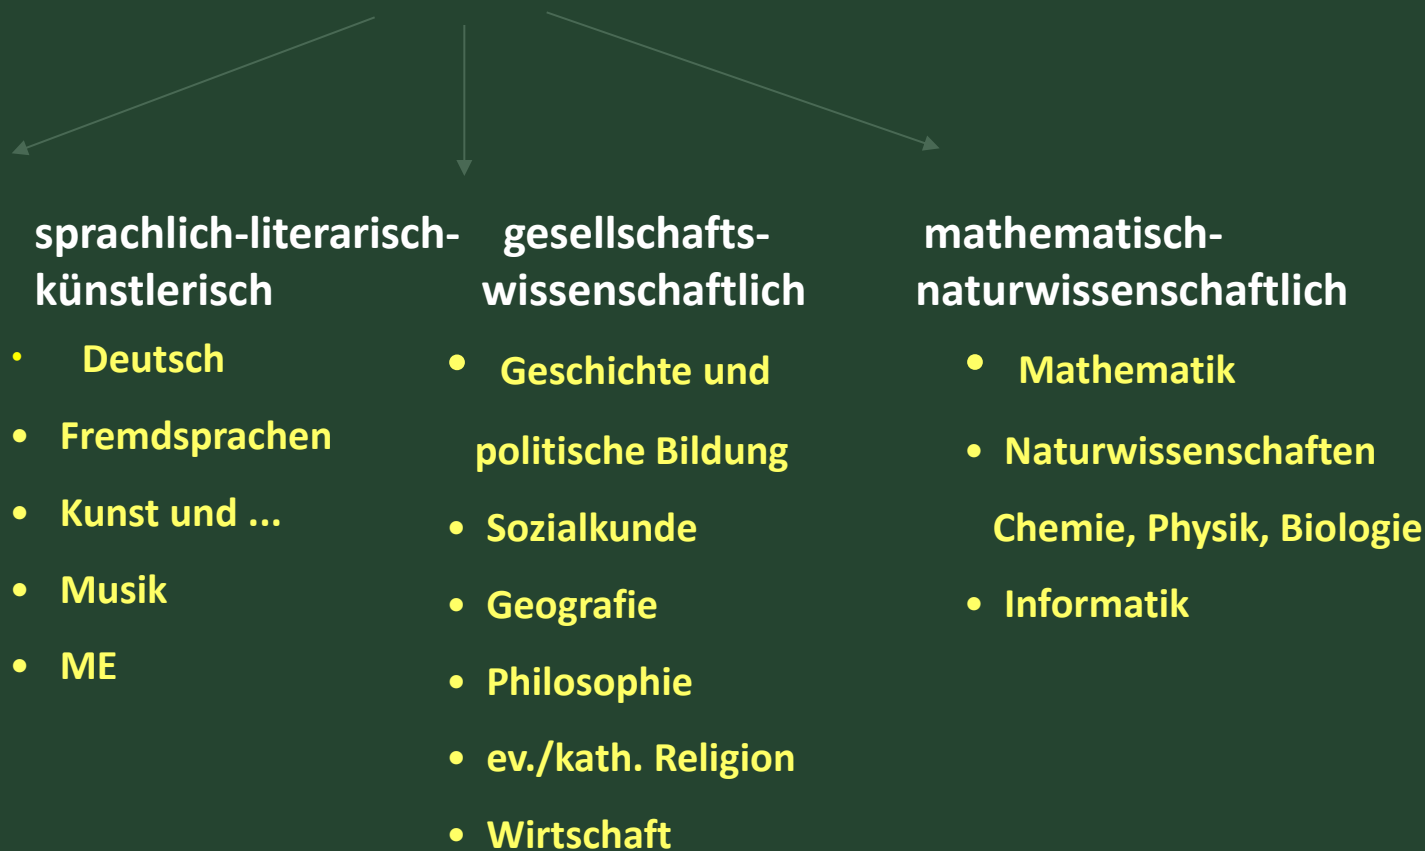 sprachlich-literarisch-
künstlerisch
• Deutsch
• Fremdsprachen
• Kunst und ...
• Musik
• ME
gesellschafts-
wissenschaftlich
• Geschichte und
politische Bildung
• Sozialkunde
• Geografie
• Philosophie
• ev./kath. Religion
• Wirtschaft
mathematisch-
naturwissenschaftlich
• Mathematik
• Naturwissenschaften
Chemie, Physik, Biologie
• Informatik